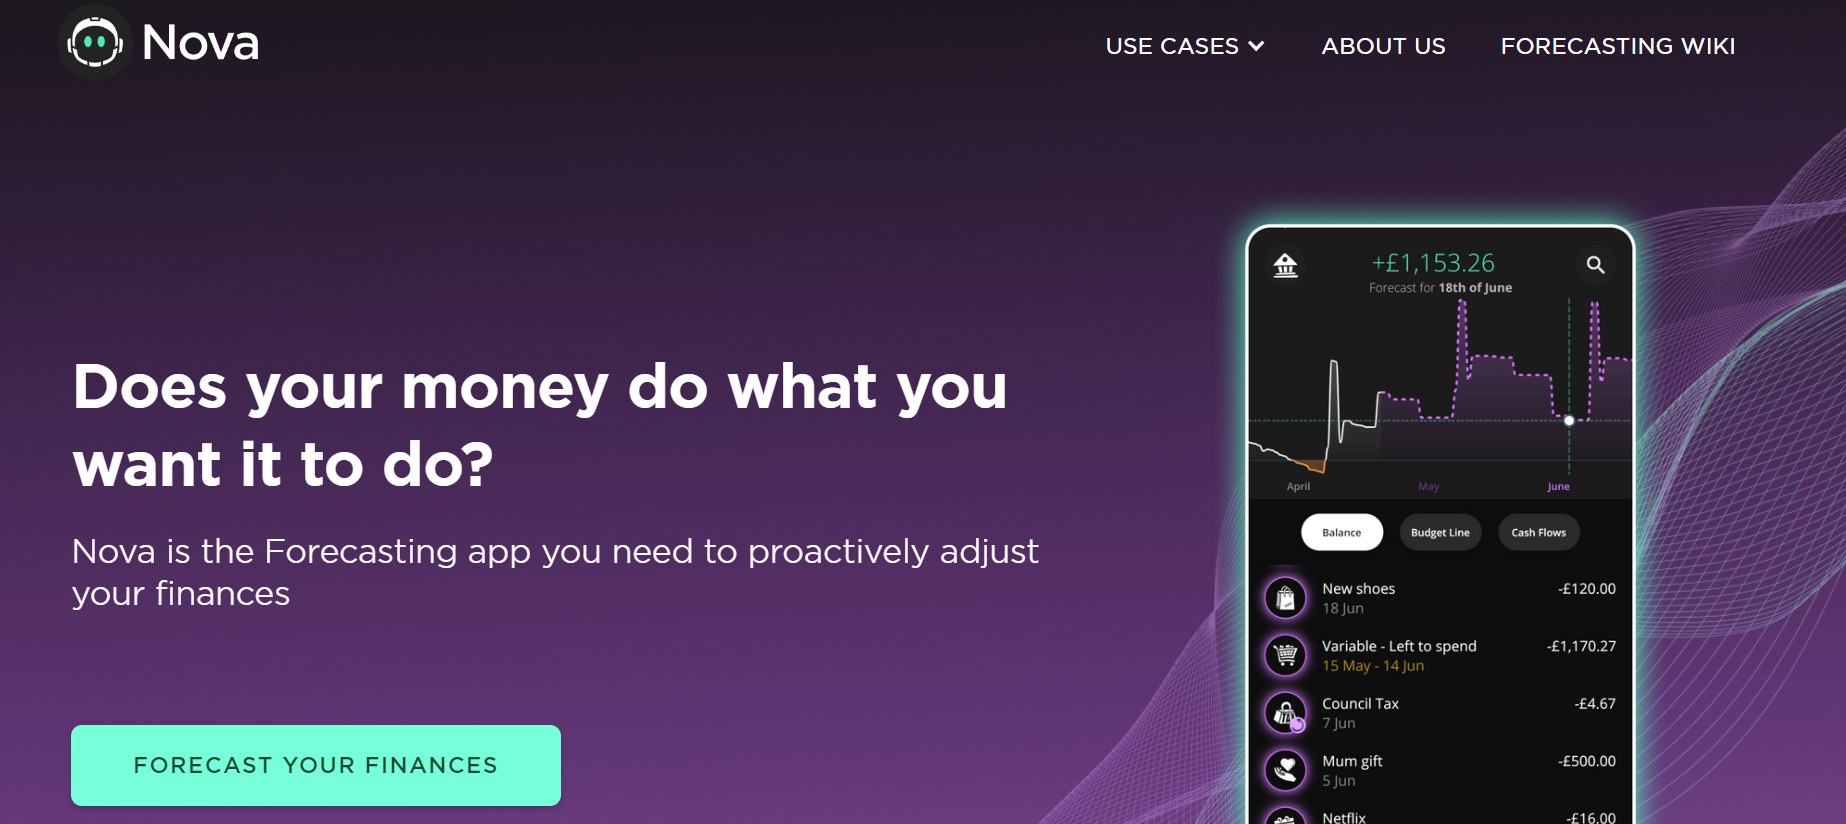 Nova
USE CASES
ABOUT US
FORECASTING WIKI
Does your money do what you
want it to do?
Nova is the Forecasting app you need to proactively adjust
your finances
FORECAST YOUR FINANCES
+£1,153.26
Forecast for 18th of June
April
May
June
Balance
Budget Line
Cash Flows
New shoes
-£120.00
18 Jun
Variable - Left to spend
-£1,170.27
15 May - 14 Jun
Council Tax
-£4.67
7 Jun
Mum gift
-£500.00
5 Jun
Netflix
-£16.00